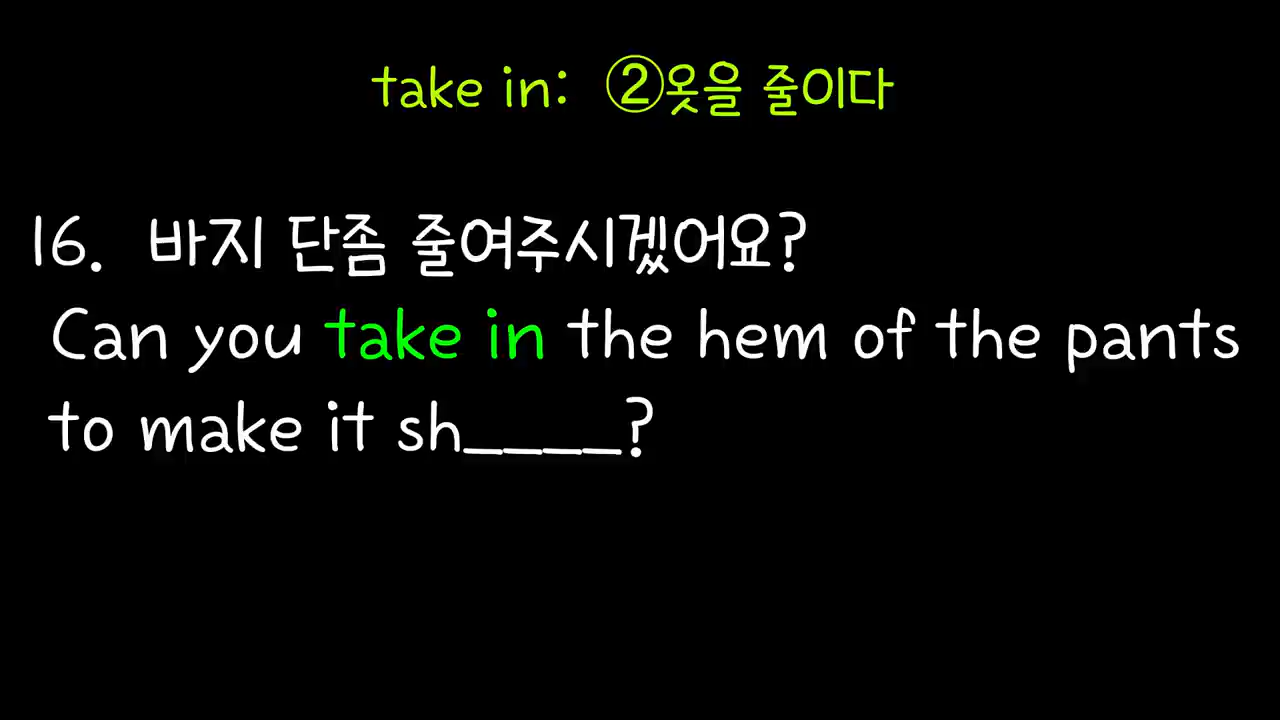 take in: ②옷을 줄이다
16. 바지 단좀 줄여주시겠어요?
Can you take in the hem of the pants
to make it sh____?